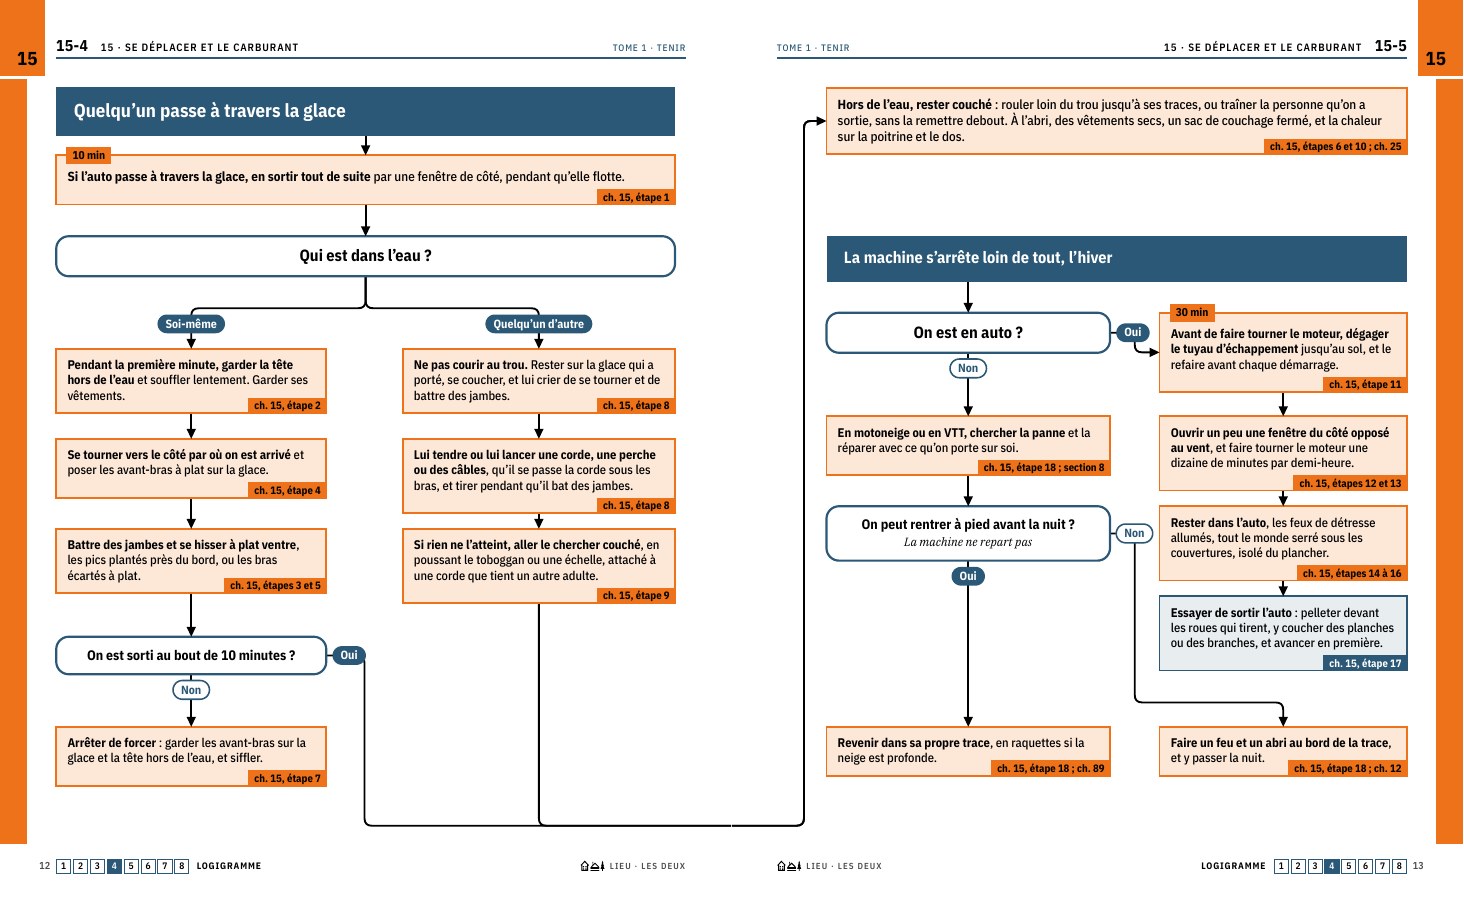 15
15-4 15 · SE DÉPLACER ET LE CARBURANT
TOME 1 · TENIR
Quelqu’un passe à travers la glace
10 min
Si l’auto passe à travers la glace, en sortir tout de suite par une fenêtre de côté, pendant qu’elle flotte.
ch. 15, étape 1
Qui est dans l’eau ?
Soi-même
Pendant la première minute, garder la tête
hors de l’eau et souffler lentement. Garder ses
vêtements.
ch. 15, étape 2
Se tourner vers le côté par où on est arrivé et
poser les avant-bras à plat sur la glace.
ch. 15, étape 4
Battre des jambes et se hisser à plat ventre,
les pics plantés près du bord, ou les bras
écartés à plat.
ch. 15, étapes 3 et 5
On est sorti au bout de 10 minutes ?
Oui
Non
Arrêter de forcer : garder les avant-bras sur la
glace et la tête hors de l’eau, et siffler.
ch. 15, étape 7
Quelqu’un d’autre
Ne pas courir au trou. Rester sur la glace qui a
porté, se coucher, et lui crier de se tourner et de
battre des jambes.
ch. 15, étape 8
Lui tendre ou lui lancer une corde, une perche
ou des câbles, qu’il se passe la corde sous les
bras, et tirer pendant qu’il bat des jambes.
ch. 15, étape 8
Si rien ne l’atteint, aller le chercher couché, en
poussant le toboggan ou une échelle, attaché à
une corde que tient un autre adulte.
ch. 15, étape 9
12 1 2 3 4 5 6 7 8 LOGIGRAMME
LIEU · LES DEUX
TOME 1 · TENIR
15 · SE DÉPLACER ET LE CARBURANT 15-5
15
Hors de l’eau, rester couché : rouler loin du trou jusqu’à ses traces, ou traîner la personne qu’on a
sortie, sans la remettre debout. À l’abri, des vêtements secs, un sac de couchage fermé, et la chaleur
sur la poitrine et le dos.
ch. 15, étapes 6 et 10 ; ch. 25
La machine s’arrête loin de tout, l’hiver
On est en auto ?
Oui
Non
En motoneige ou en VTT, chercher la panne et la
réparer avec ce qu’on porte sur soi.
ch. 15, étape 18 ; section 8
On peut rentrer à pied avant la nuit ?
La machine ne repart pas
Non
Oui
Revenir dans sa propre trace, en raquettes si la
neige est profonde.
ch. 15, étape 18 ; ch. 89
30 min
Avant de faire tourner le moteur, dégager
le tuyau d’échappement jusqu’au sol, et le
refaire avant chaque démarrage.
ch. 15, étape 11
Ouvrir un peu une fenêtre du côté opposé
au vent, et faire tourner le moteur une
dizaine de minutes par demi-heure.
ch. 15, étapes 12 et 13
Rester dans l’auto, les feux de détresse
allumés, tout le monde serré sous les
couvertures, isolé du plancher.
ch. 15, étapes 14 à 16
Essayer de sortir l’auto : pelleter devant
les roues qui tirent, y coucher des planches
ou des branches, et avancer en première.
ch. 15, étape 17
Faire un feu et un abri au bord de la trace,
et y passer la nuit.
ch. 15, étape 18 ; ch. 12
LIEU · LES DEUX
LOGIGRAMME 1 2 3 4 5 6 7 8 13